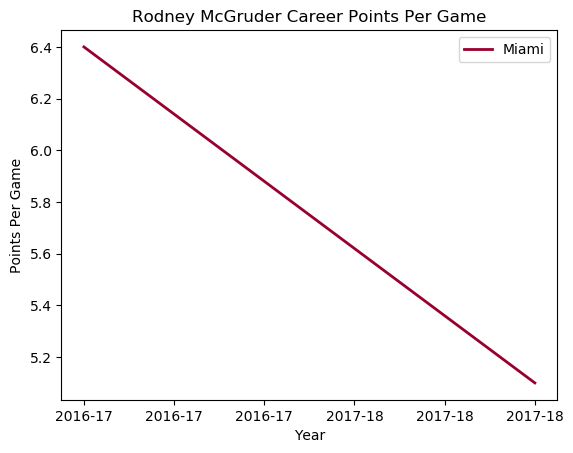 Rodney McGruder Career Points Per Game
Miami
6.4
6.2
6.0
5.8
5.6
5.4
5.2
Points Per Game
2016-17 2016-17 2016-17 2017-18 2017-18 2017-18
Year